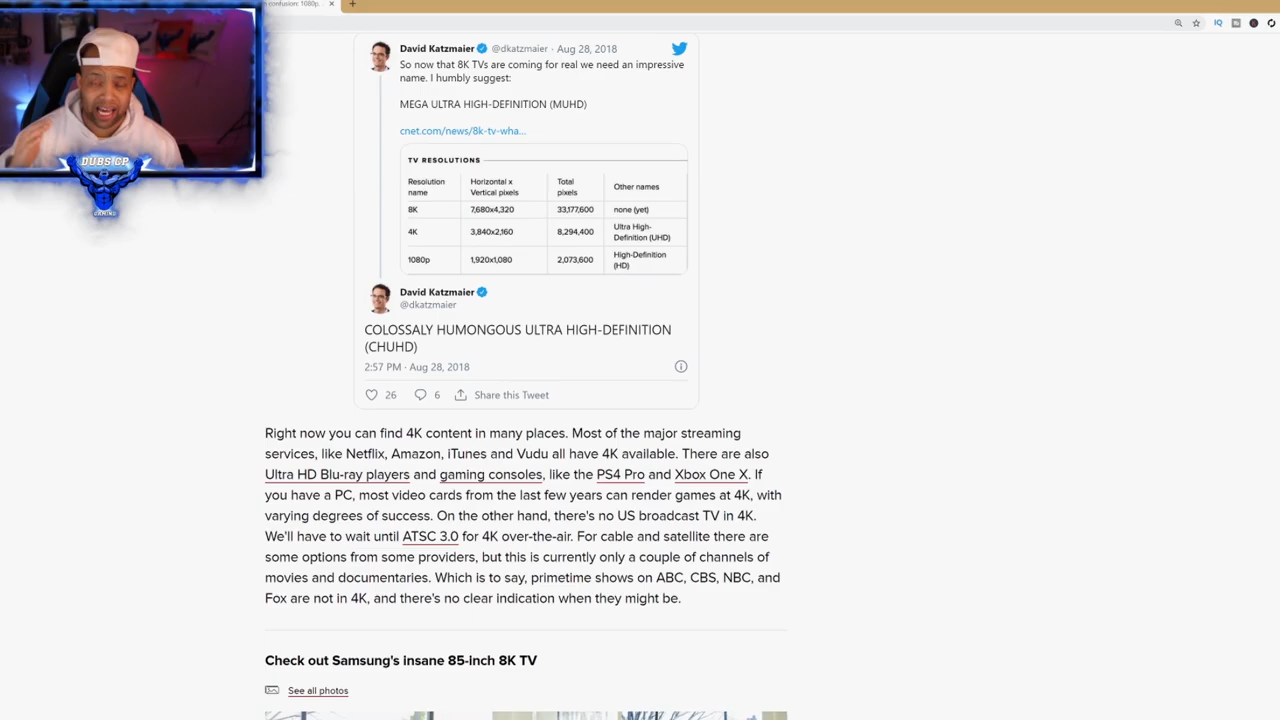 n confusion: 1080p,
IQ
David Katzmaier @dkatzmaier · Aug 28, 2018
So now that 8K TVs are coming for real we need an impressive
name. I humbly suggest:
MEGA ULTRA HIGH-DEFINITION (MUHD)
cnet.com/news/8k-tv-wha...
TV RESOLUTIONS
Resolution name Horizontal x Vertical pixels Total pixels Other names
8K 7,680x4,320 33,177,600 none (yet)
4K 3,840x2,160 8,294,400 Ultra High-Definition (UHD)
1080p 1,920x1,080 2,073,600 High-Definition (HD)
David Katzmaier
@dkatzmaier
COLOSSALY HUMONGOUS ULTRA HIGH-DEFINITION
(CHUHD)
2:57 PM · Aug 28, 2018
26 6 Share this Tweet
DUBS CP
GAMING
Right now you can find 4K content in many places. Most of the major streaming
services, like Netflix, Amazon, iTunes and Vudu all have 4K available. There are also
Ultra HD Blu-ray players and gaming consoles, like the PS4 Pro and Xbox One X. If
you have a PC, most video cards from the last few years can render games at 4K, with
varying degrees of success. On the other hand, there's no US broadcast TV in 4K.
We'll have to wait until ATSC 3.0 for 4K over-the-air. For cable and satellite there are
some options from some providers, but this is currently only a couple of channels of
movies and documentaries. Which is to say, primetime shows on ABC, CBS, NBC, and
Fox are not in 4K, and there's no clear indication when they might be.
Check out Samsung's insane 85-inch 8K TV
See all photos